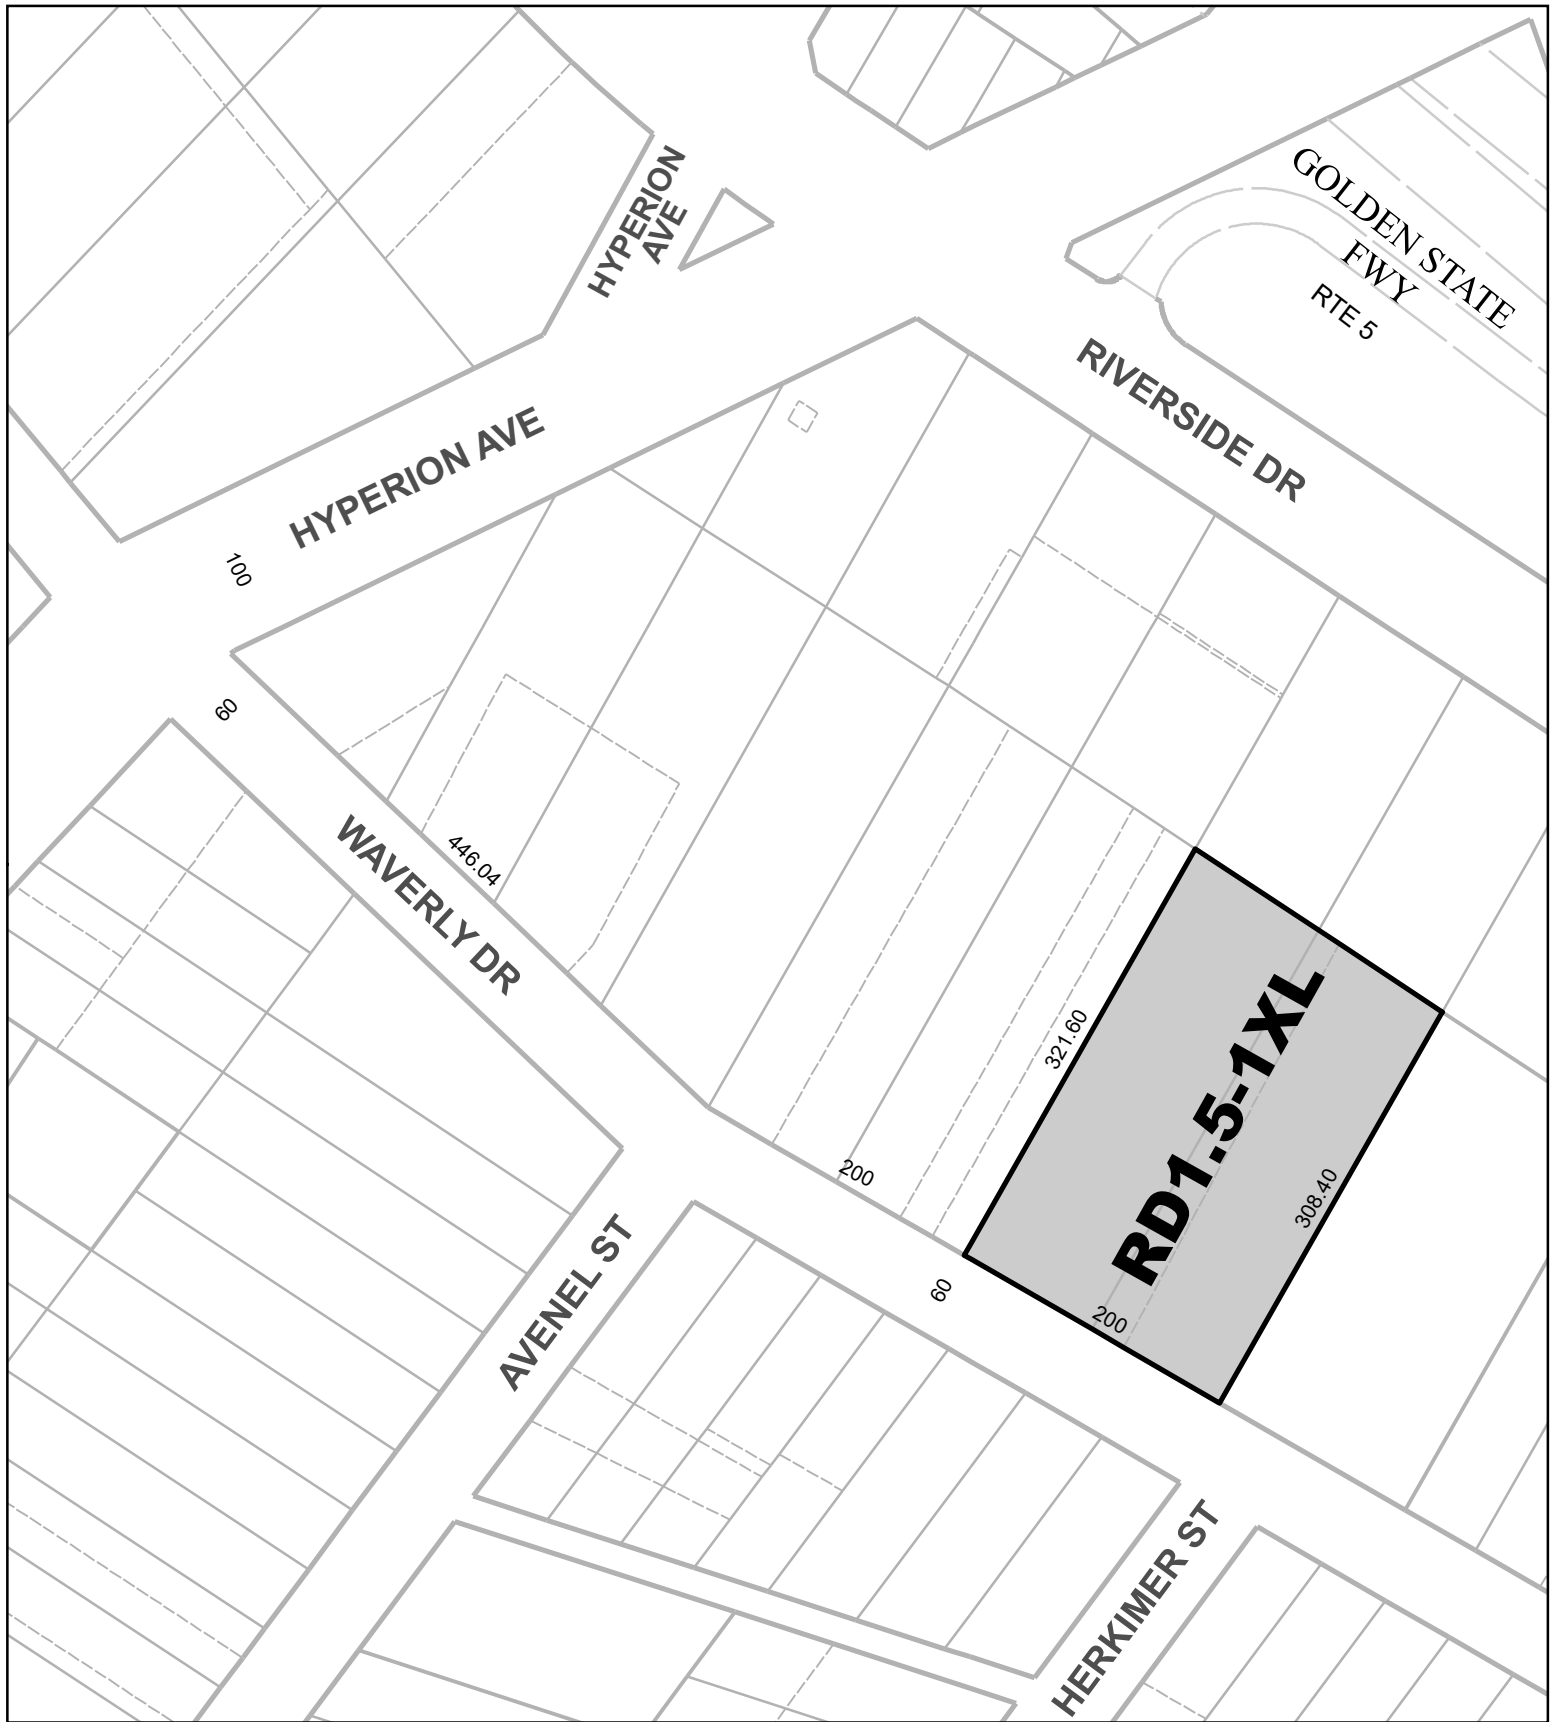 HYPERION
AVE
GOLDEN STATE
FWY
RTE 5
RIVERSIDE DR
HYPERION AVE
100
60
WAVERLY DR
446.04
321.60
RD1.5-1XL
308.40
200
200
60
AVENEL ST
HERKIMER ST